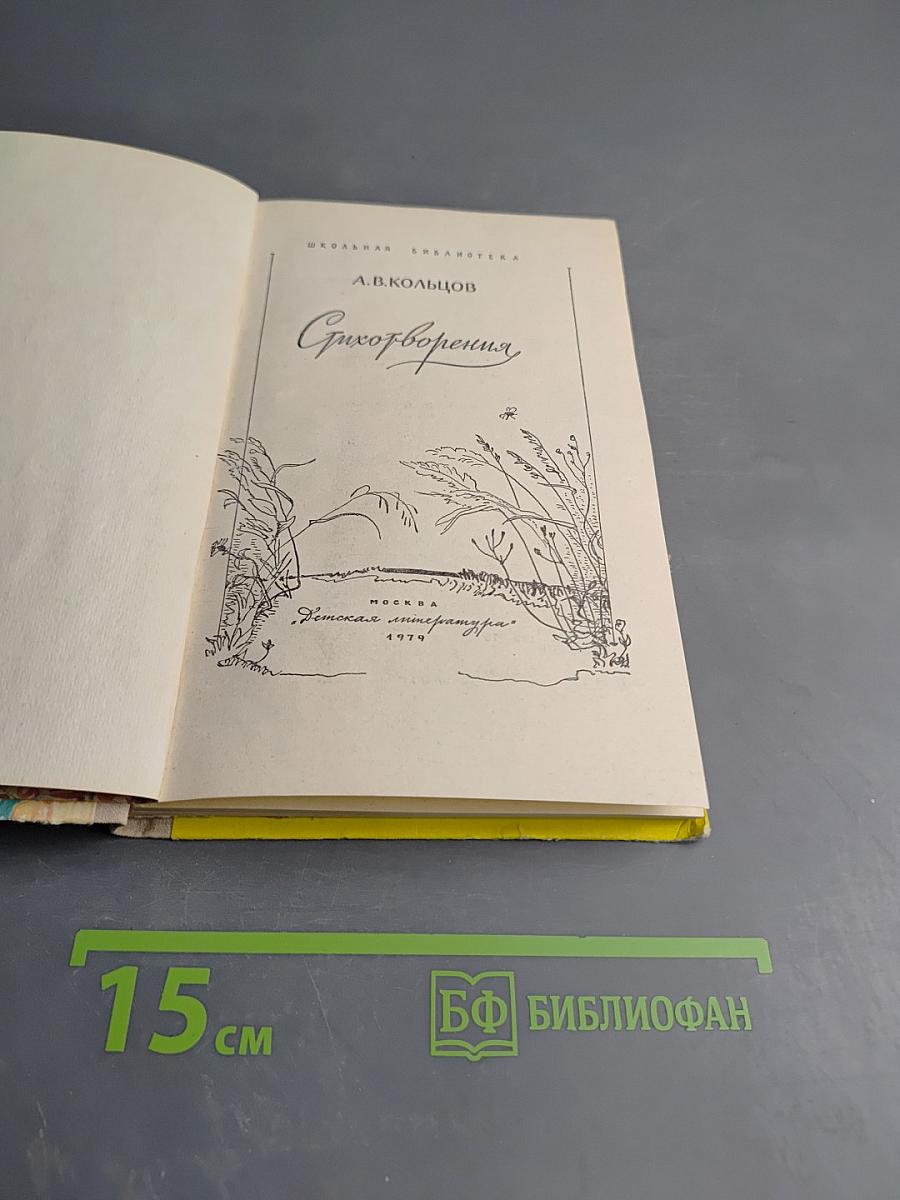 ШКОЛЬНАЯ БИБЛИОТЕКА
А.В.КОЛЬЦОВ
Стихотворения
МОСКВА
„Детская литература“
1979
15 см
БФ БИБЛИОФАН